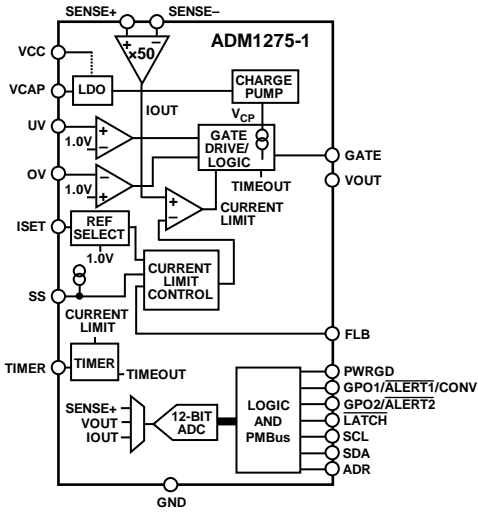 SENSE+ SENSE–
ADM1275-1
+ –
×50
VCC
VCAP
LDO
CHARGE
PUMP
IOUT
VCP
UV
+
1.0V –
GATE
DRIVE/
LOGIC
GATE
OV
–
1.0V +
TIMEOUT
VOUT
+
–
CURRENT
LIMIT
ISET
REF
SELECT
1.0V
CURRENT
LIMIT
CONTROL
SS
CURRENT
LIMIT
FLB
TIMER
TIMER
TIMEOUT
PWRGD
GPO1/ALERT1/CONV
GPO2/ALERT2
LATCH
SCL
SDA
ADR
SENSE+
VOUT
IOUT
12-BIT
ADC
LOGIC
AND
PMBus
GND